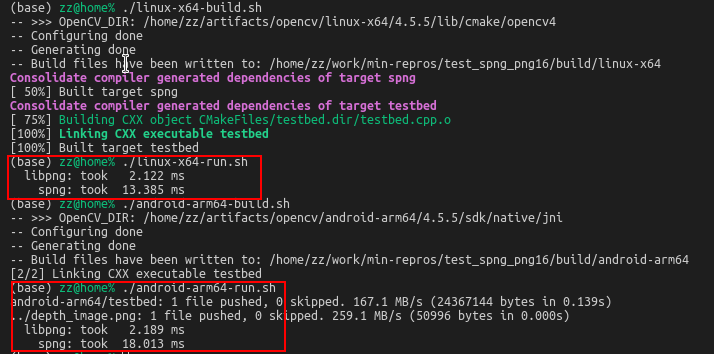 (base) zz@home% ./linux-x64-build.sh
-- >>> OpenCV_DIR: /home/zz/artifacts/opencv/linux-x64/4.5.5/lib/cmake/opencv4
-- Configuring done
-- Generating done
-- Build files have been written to: /home/zz/work/min-repros/test_spng_png16/build/linux-x64
Consolidate compiler generated dependencies of target spng
[ 50%] Built target spng
Consolidate compiler generated dependencies of target testbed
[ 75%] Building CXX object CMakeFiles/testbed.dir/testbed.cpp.o
[100%] Linking CXX executable testbed
[100%] Built target testbed
(base) zz@home% ./linux-x64-run.sh
libpng: took 2.122 ms
spng: took 13.385 ms
(base) zz@home% ./android-arm64-build.sh
-- >>> OpenCV_DIR: /home/zz/artifacts/opencv/android-arm64/4.5.5/sdk/native/jni
-- Configuring done
-- Generating done
-- Build files have been written to: /home/zz/work/min-repros/test_spng_png16/build/android-arm64
[2/2] Linking CXX executable testbed
(base) zz@home% ./android-arm64-run.sh
android-arm64/testbed: 1 file pushed, 0 skipped. 167.1 MB/s (24367144 bytes in 0.139s)
../depth_image.png: 1 file pushed, 0 skipped. 259.1 MB/s (50996 bytes in 0.000s)
libpng: took 2.189 ms
spng: took 18.013 ms